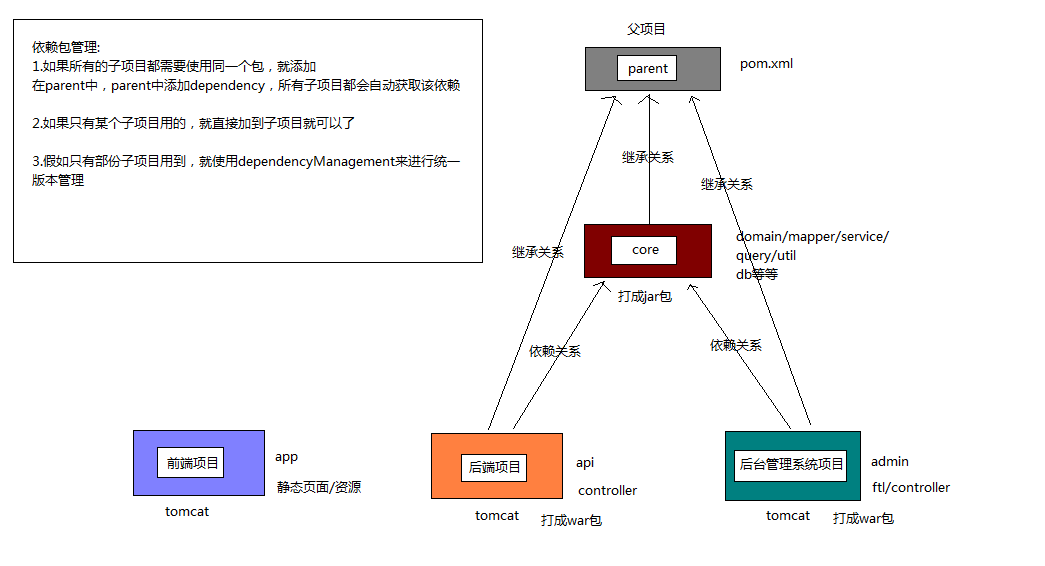 依赖包管理:
1.如果所有的子项目都需要使用同一个包，就添加
在parent中，parent中添加dependency，所有子项目都会自动获取该依赖
2.如果只有某个子项目用的，就直接加到子项目就可以了
3.假如只有部份子项目用到，就使用dependencyManagement来进行统一
版本管理
父项目
parent
pom.xml
继承关系
继承关系
继承关系
core
domain/mapper/service/
query/util
db等等
打成jar包
依赖关系
依赖关系
前端项目
app
静态页面/资源
tomcat
后端项目
api
controller
tomcat
打成war包
后台管理系统项目
admin
ftl/controller
tomcat
打成war包